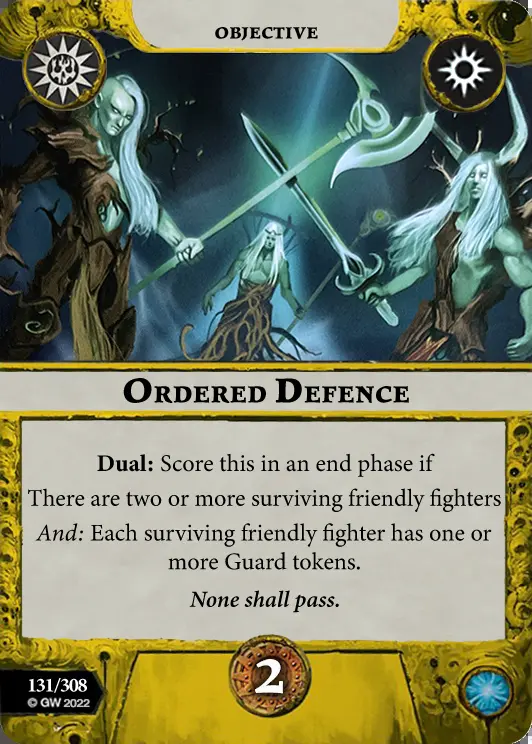 OBJECTIVE
ORDERED DEFENCE
Dual: Score this in an end phase if
There are two or more surviving friendly fighters
And: Each surviving friendly fighter has one or
more Guard tokens.
None shall pass.
131/308
© GW 2022
2